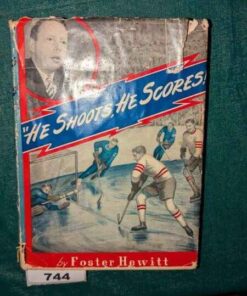 "HE SHOOTS, HE SCORES!
by Foster Hewitt
744